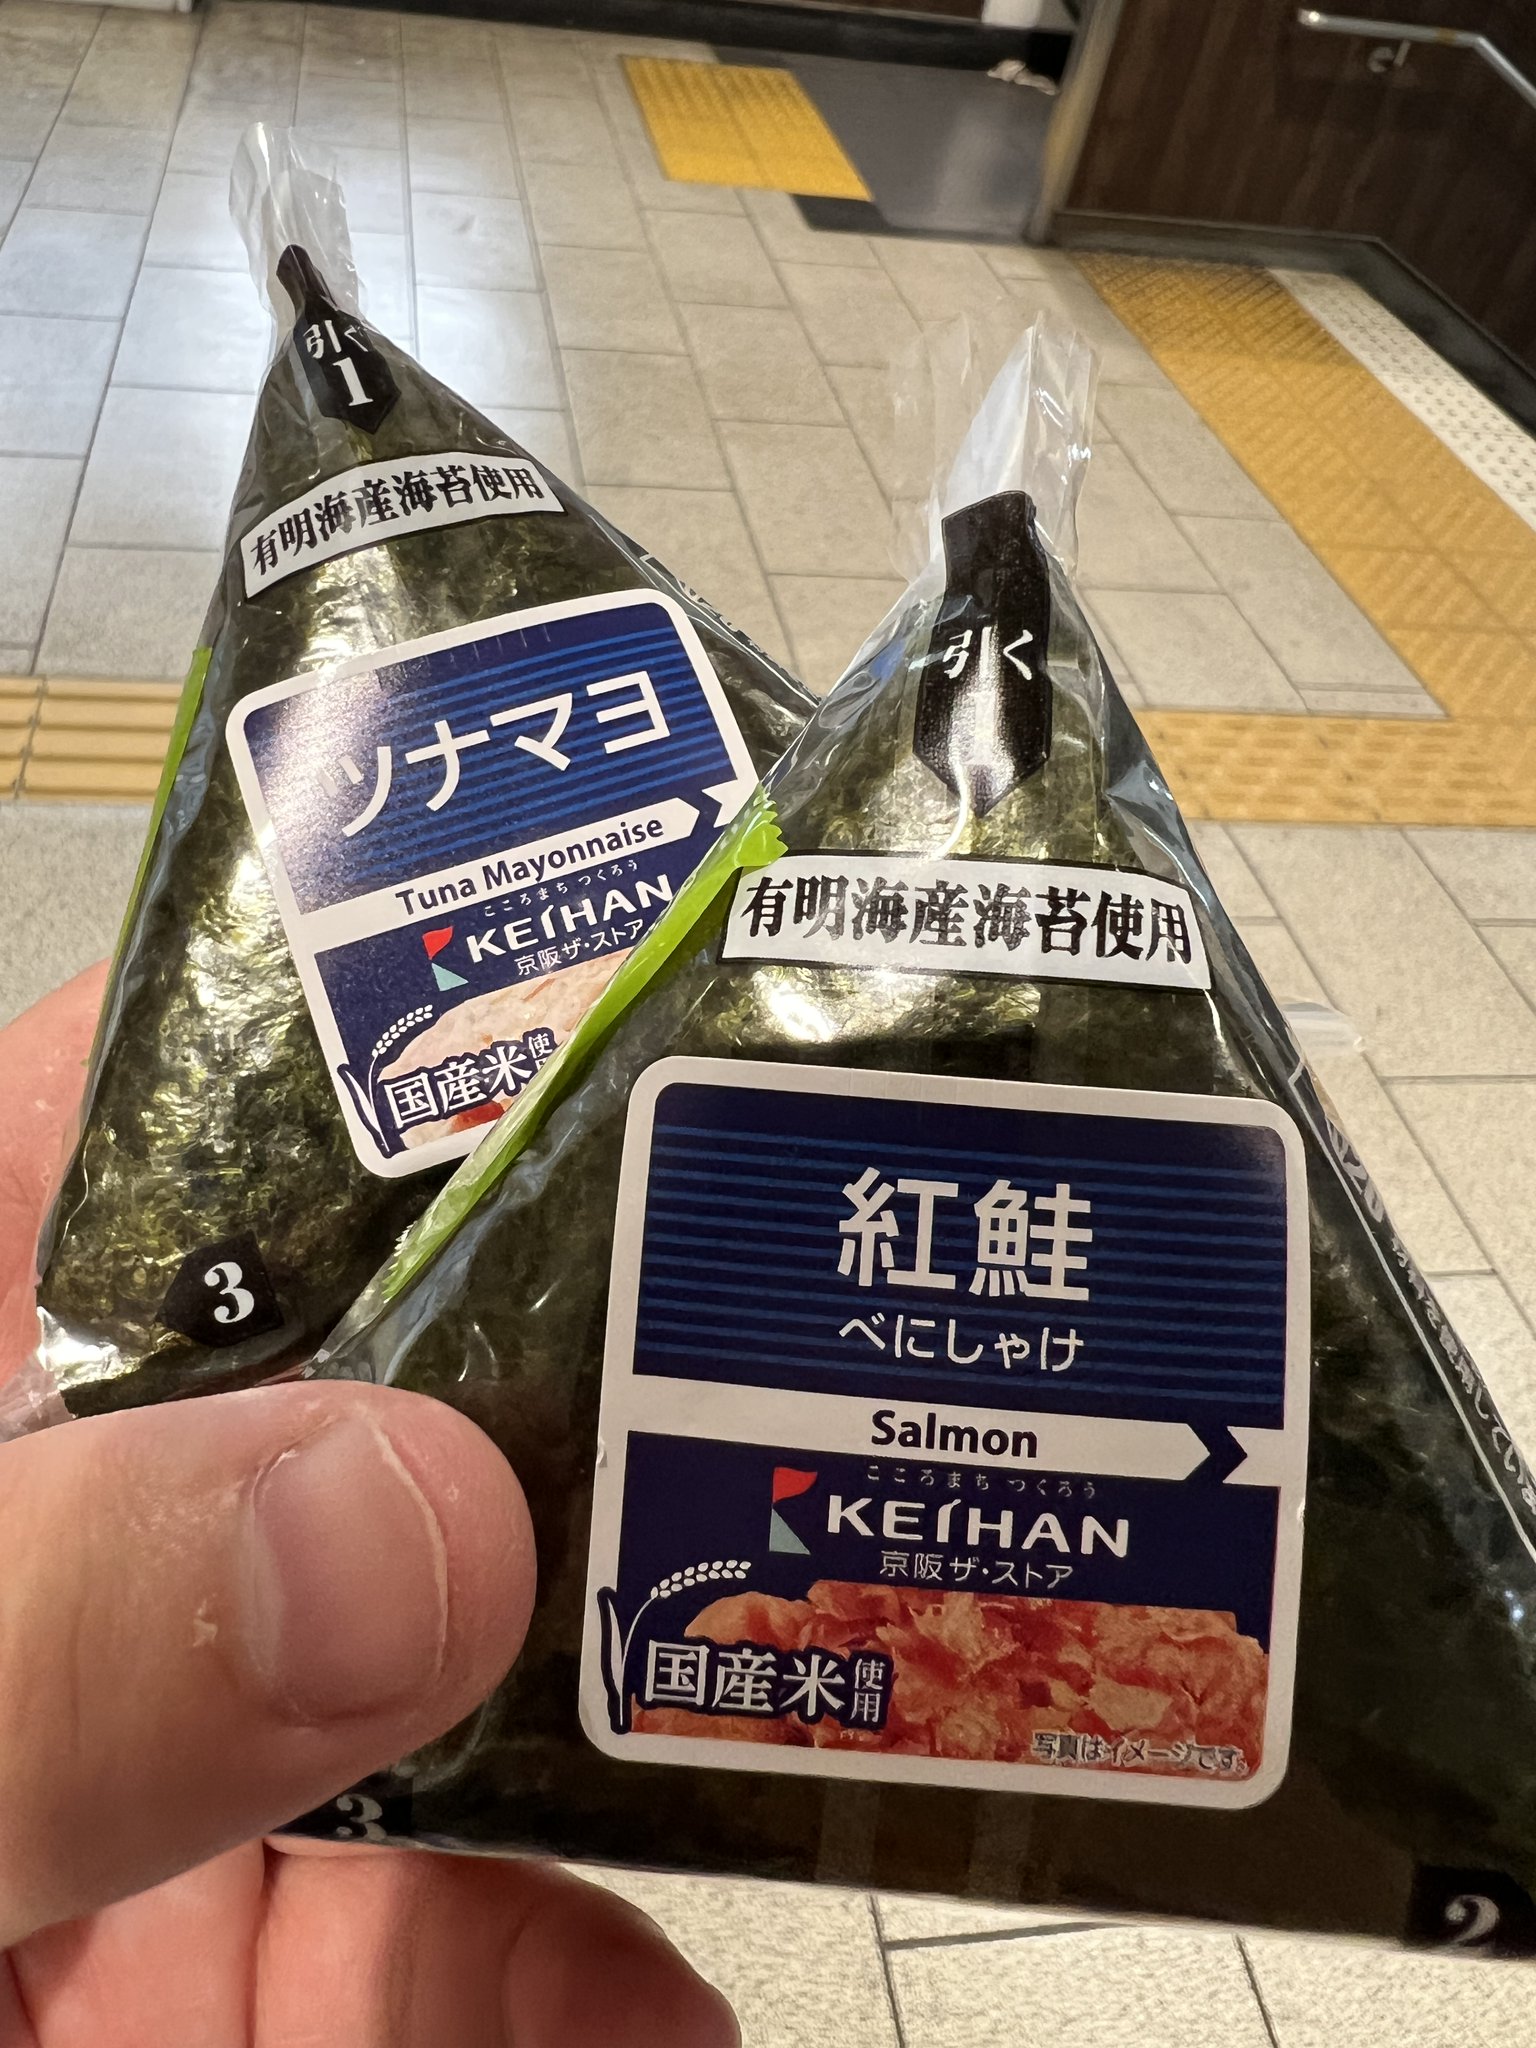 引く
1
有明海産海苔使用
ツナマヨ
Tuna Mayonnaise
こころまち つくろう
KEIHAN
京阪ザ・ストア
国産米使用
3
引く
有明海産海苔使用
紅鮭
べにしゃけ
Salmon
こころまち つくろう
KEIHAN
京阪ザ・ストア
国産米使用
写真はイメージです。
3
2